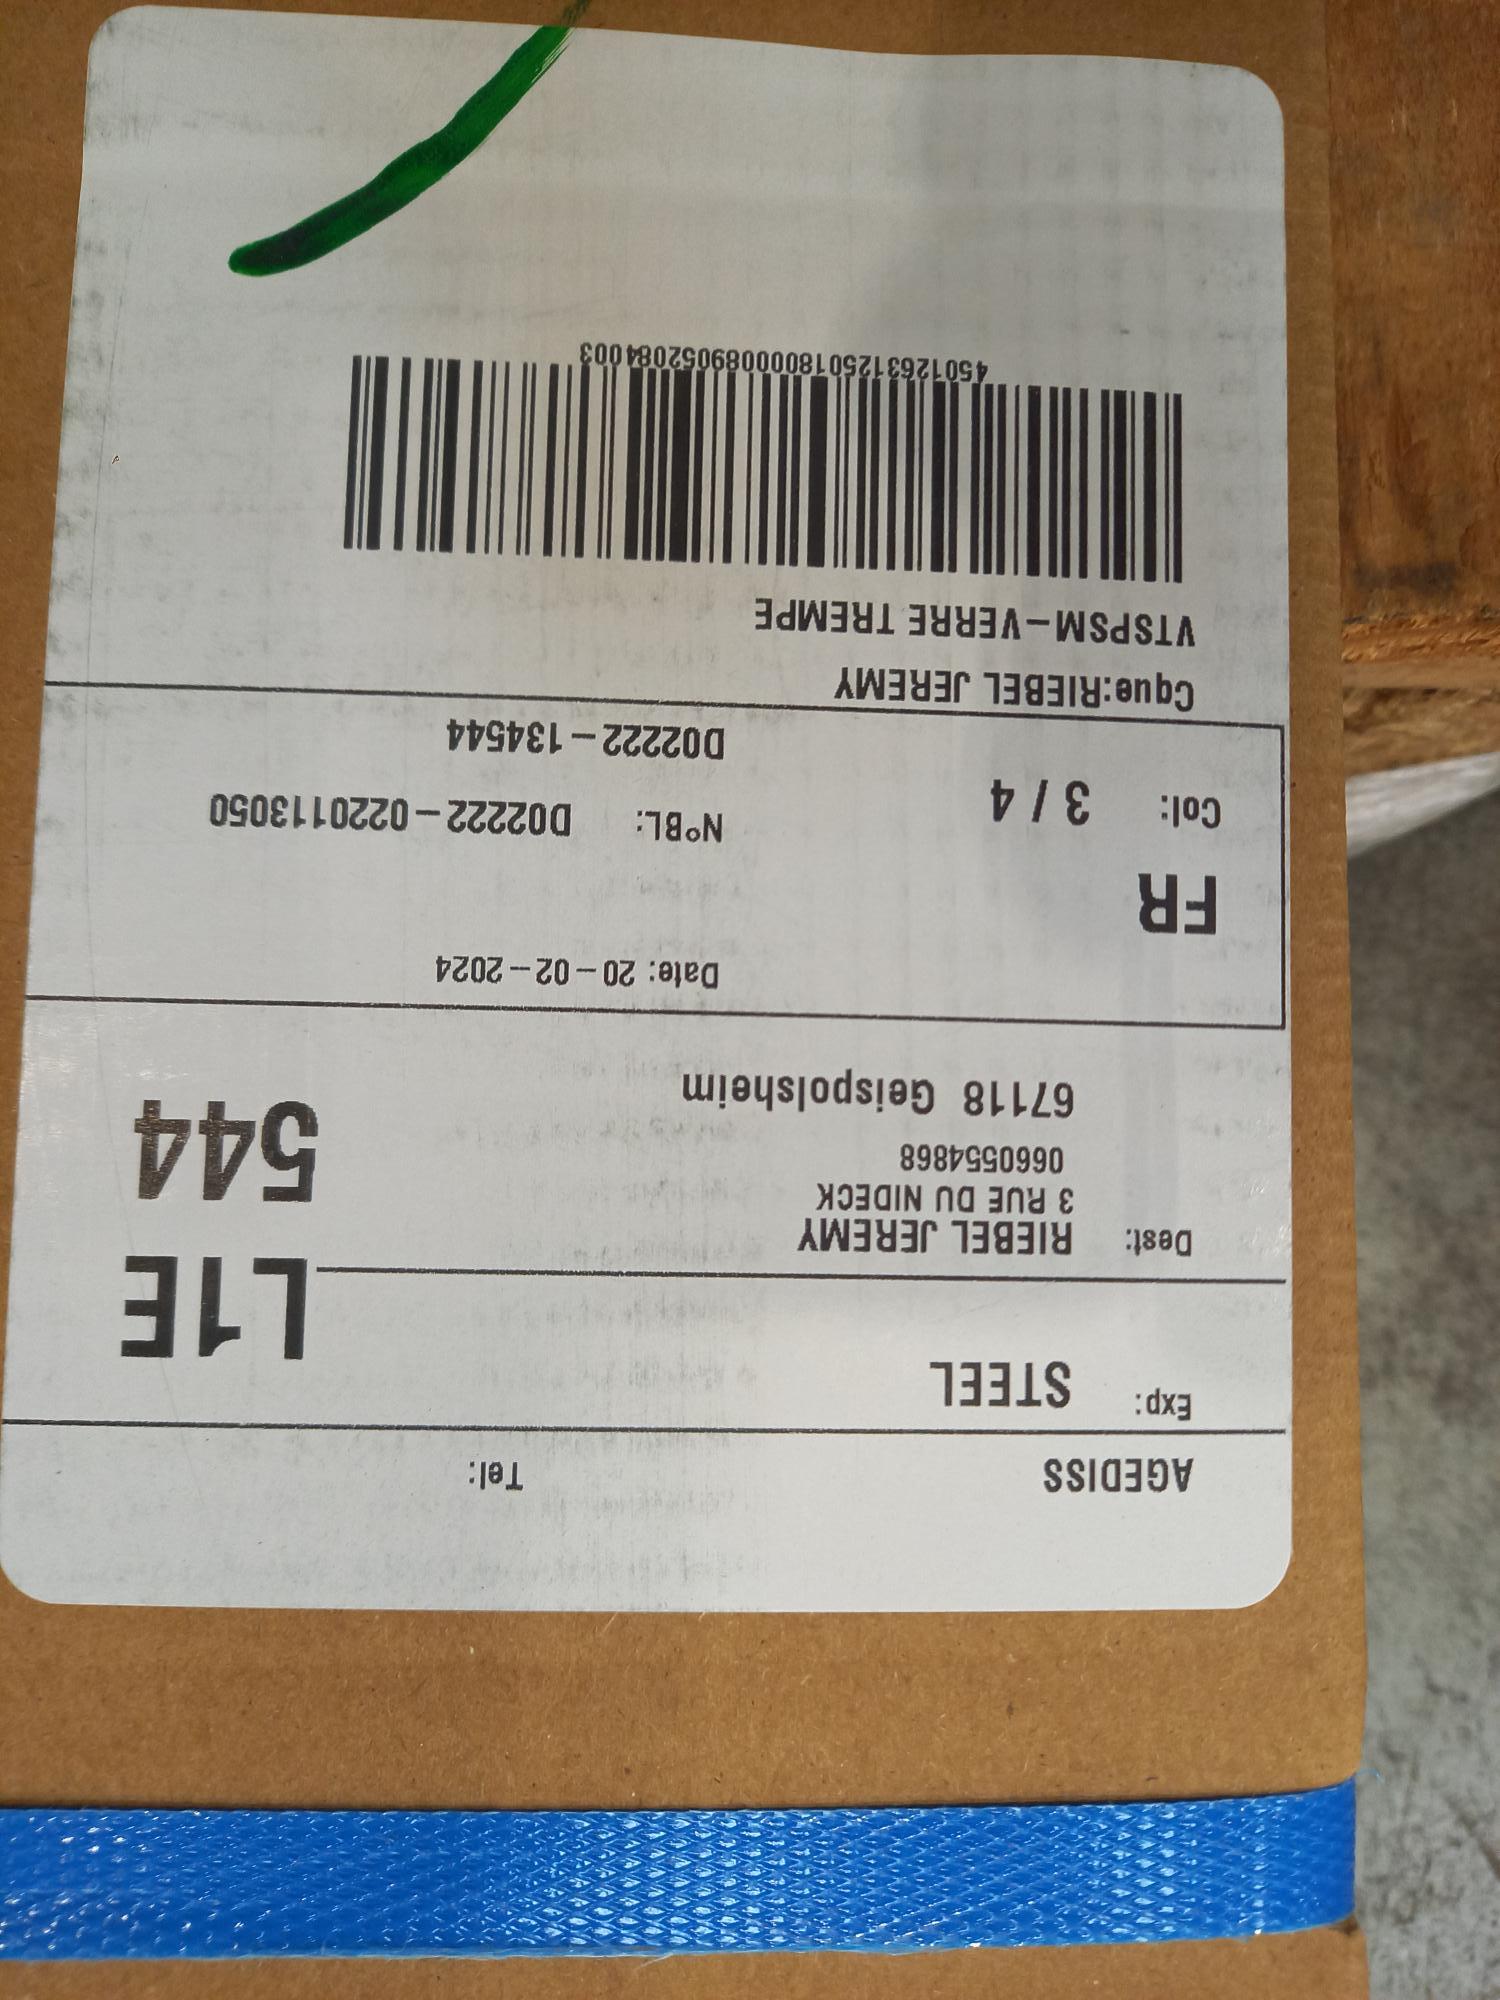 AGEDISS Tel:
Exp: STEEL
L1E
544
Dest: RIEBEL JEREMY
3 RUE DU NIDECK
0660554868
67118 Geispolsheim
Date: 20-02-2024
FR
N°BL: D02222-0220113050
Col: 3 / 4
D02222-134544
Cque:RIEBEL JEREMY
VTSPSM-VERRE TREMPE
4501263125018000089052084003